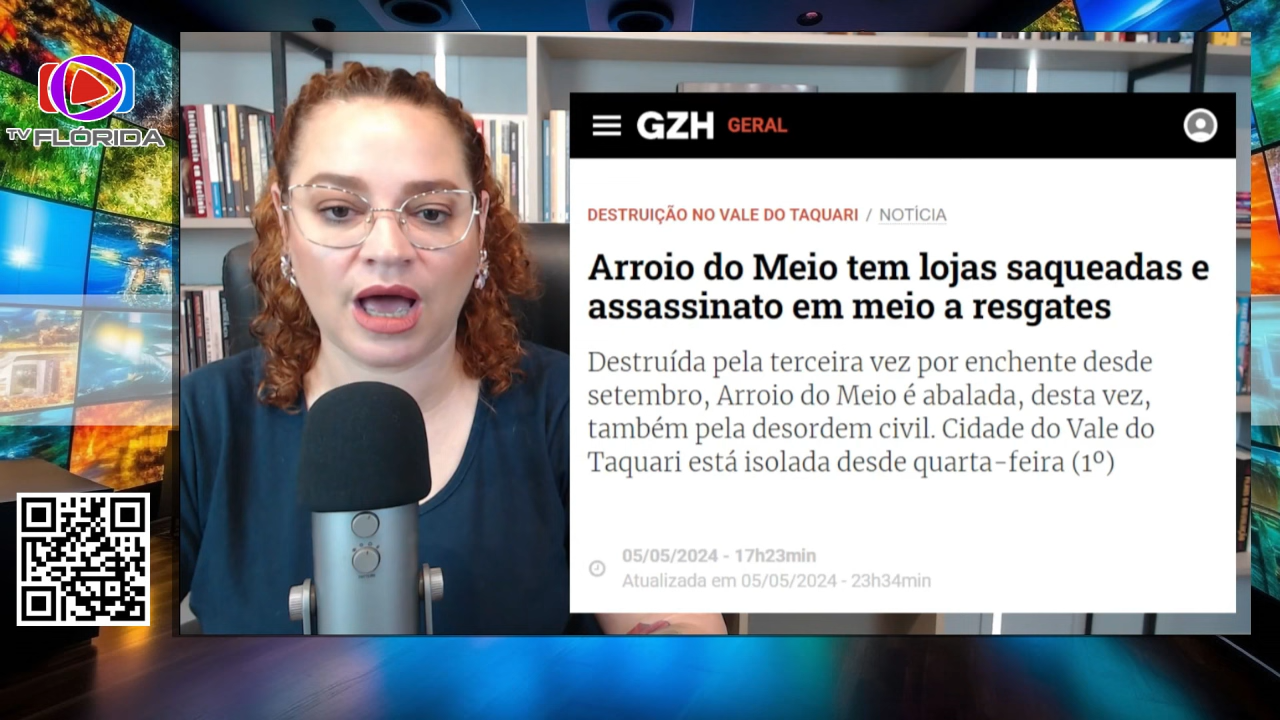 TV FLÓRIDA
GZH GERAL
DESTRUIÇÃO NO VALE DO TAQUARI / NOTÍCIA
Arroio do Meio tem lojas saqueadas e
assassinato em meio a resgates
Destruída pela terceira vez por enchente desde
setembro, Arroio do Meio é abalada, desta vez,
também pela desordem civil. Cidade do Vale do
Taquari está isolada desde quarta-feira (1º)
05/05/2024 - 17h23min
Atualizada em 05/05/2024 - 23h34min